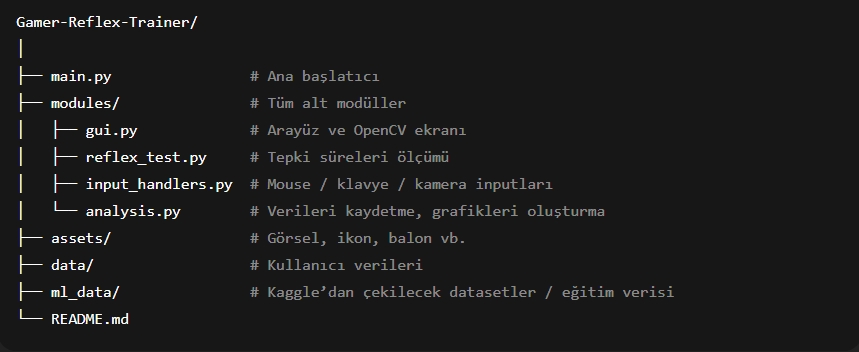 Gamer-Reflex-Trainer/
│
├── main.py                # Ana başlatıcı
├── modules/               # Tüm alt modüller
│   ├── gui.py             # Arayüz ve OpenCV ekranı
│   ├── reflex_test.py     # Tepki süreleri ölçümü
│   ├── input_handlers.py  # Mouse / klavye / kamera inputları
│   └── analysis.py        # Verileri kaydetme, grafikleri oluşturma
├── assets/                # Görsel, ikon, balon vb.
├── data/                  # Kullanıcı verileri
├── ml_data/               # Kaggle’dan çekilecek datasetler / eğitim verisi
└── README.md